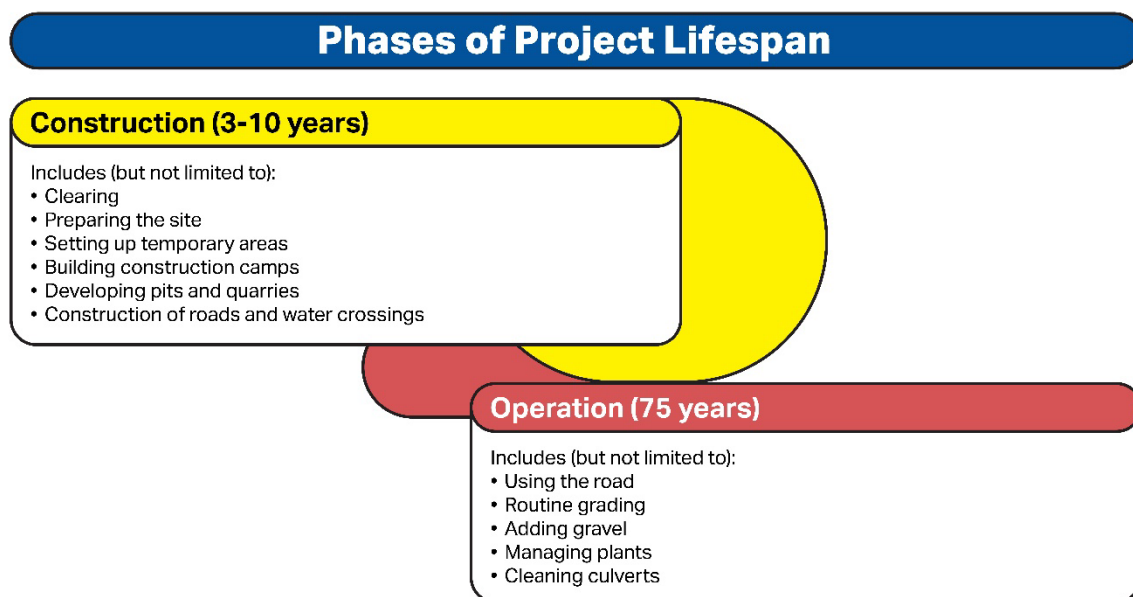 Phases of Project Lifespan
Construction (3-10 years)
Includes (but not limited to):
• Clearing
• Preparing the site
• Setting up temporary areas
• Building construction camps
• Developing pits and quarries
• Construction of roads and water crossings
Operation (75 years)
Includes (but not limited to):
• Using the road
• Routine grading
• Adding gravel
• Managing plants
• Cleaning culverts